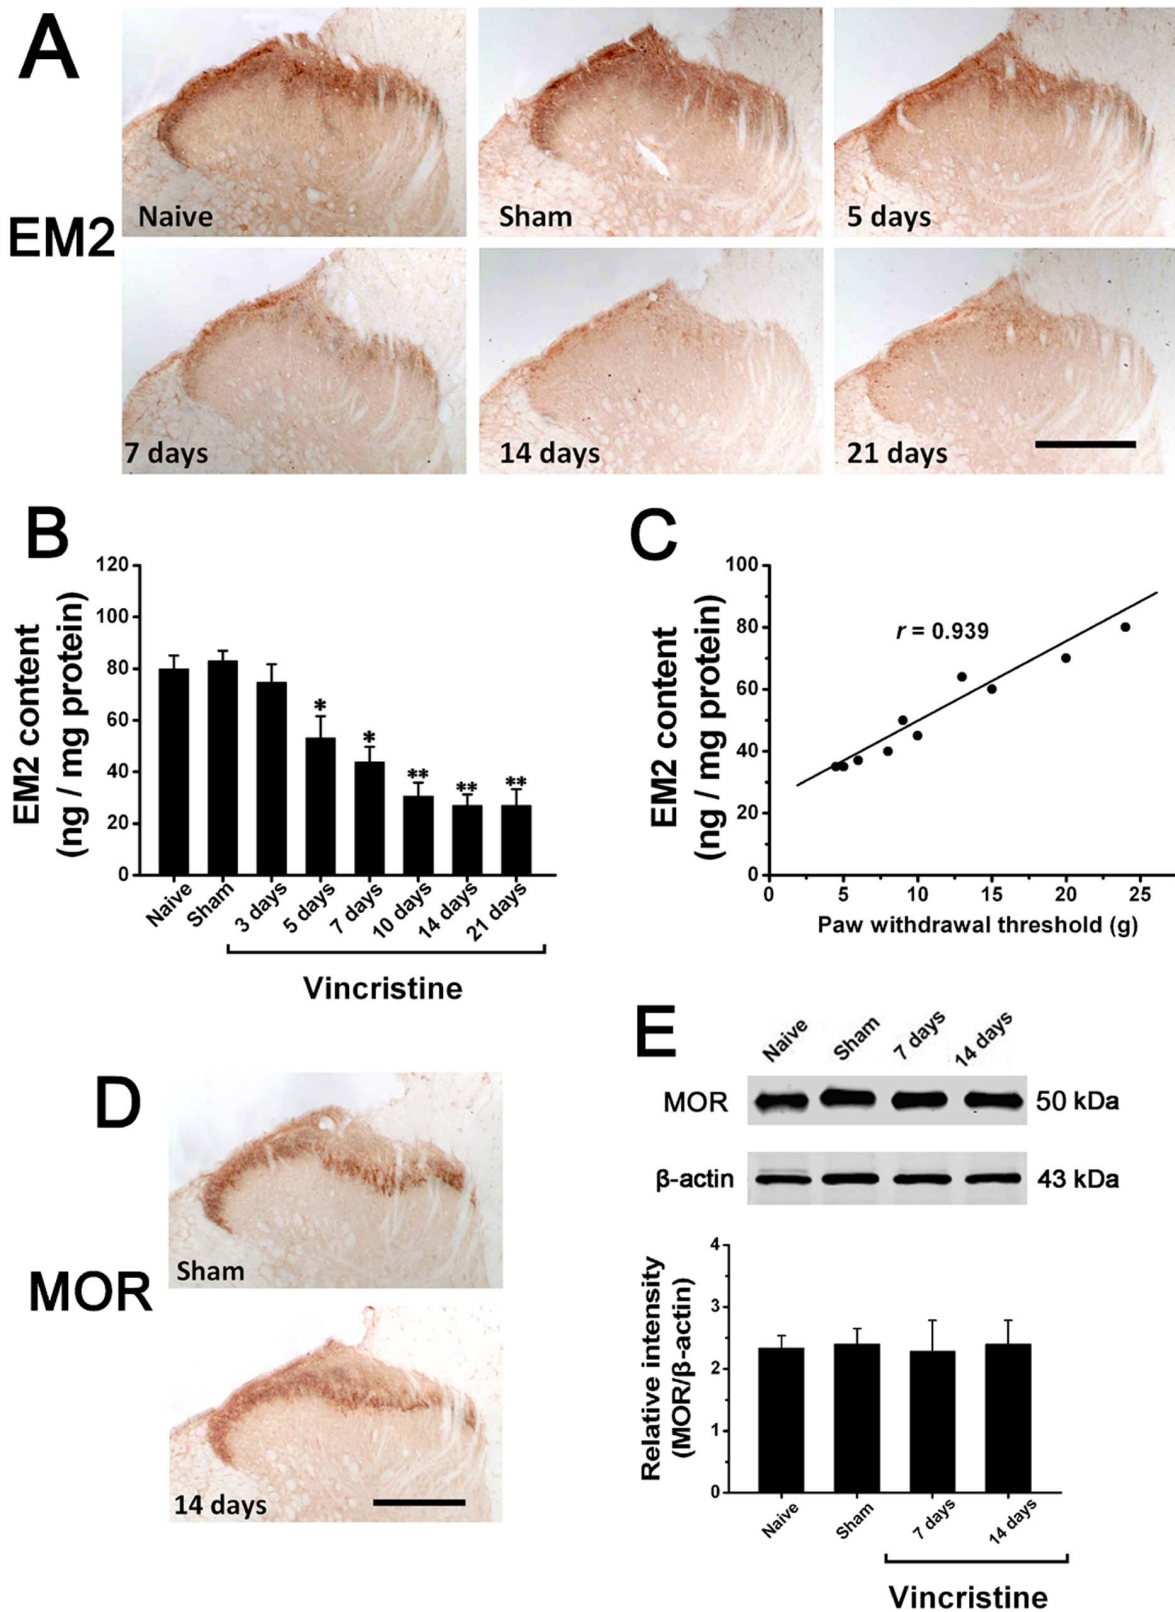 A
EM2
Naive
Sham
5 days
7 days
14 days
21 days
B
EM2 content
(ng / mg protein)
120
100
80
60
40
20
0
*
*
**
**
**
Naive
Sham
3 days
5 days
7 days
10 days
14 days
21 days
Vincristine
C
EM2 content
(ng / mg protein)
100
80
60
40
20
0
r = 0.939
0
5
10
15
20
25
Paw withdrawal threshold (g)
D
MOR
Sham
14 days
E
Naive
Sham
7 days
14 days
MOR
50 kDa
β-actin
43 kDa
Relative intensity
(MOR/β-actin)
4
3
2
1
0
Naive
Sham
7 days
14 days
Vincristine